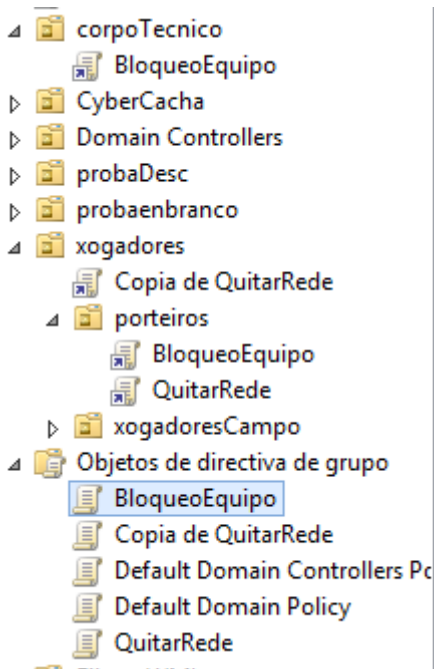 corpoTecnico
BloqueoEquipo
CyberCacha
Domain Controllers
probaDesc
probaenbranco
xogadores
Copia de QuitarRede
porteiros
BloqueoEquipo
QuitarRede
xogadoresCampo
Objetos de directiva de grupo
BloqueoEquipo
Copia de QuitarRede
Default Domain Controllers Pc
Default Domain Policy
QuitarRede